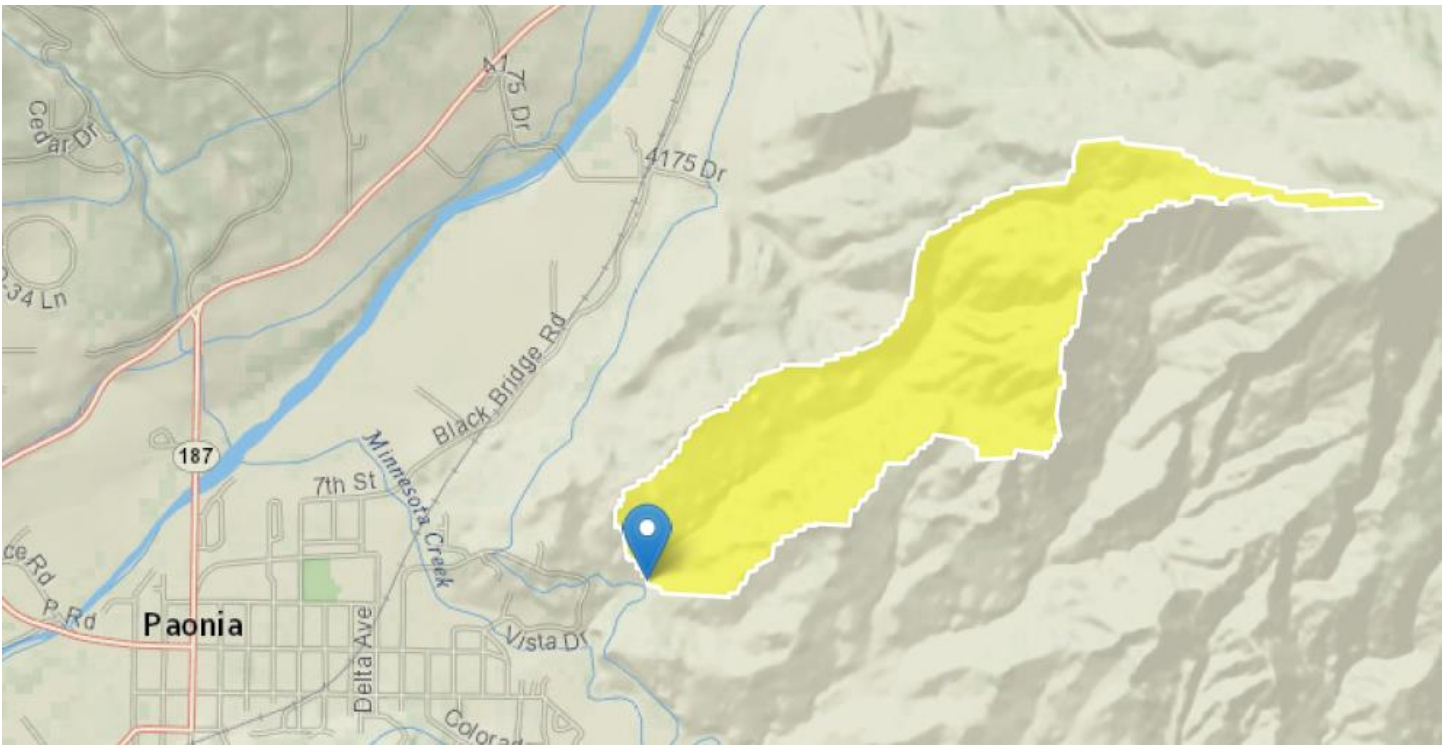 4175 Dr
Cedar Dr
4175 Dr
-34 Ln
Black Bridge Rd
187
7th St
Minnesota Creek
ce Rd
P Rd
Paonia
Delta Ave
Vista Dr
Colorad